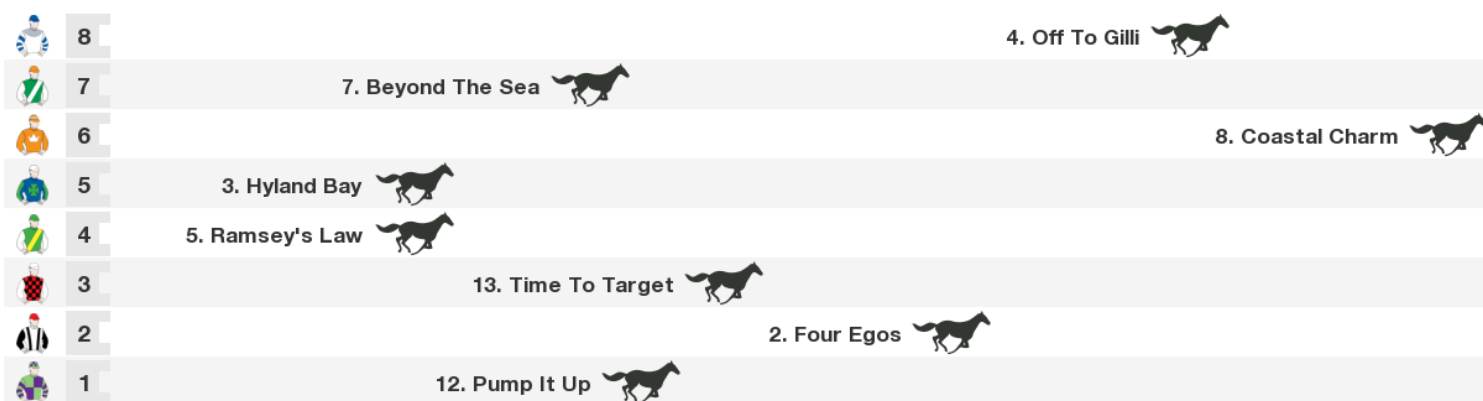 8 4. Off To Gilli
7 7. Beyond The Sea
6 8. Coastal Charm
5 3. Hyland Bay
4 5. Ramsey's Law
3 13. Time To Target
2 2. Four Egos
1 12. Pump It Up